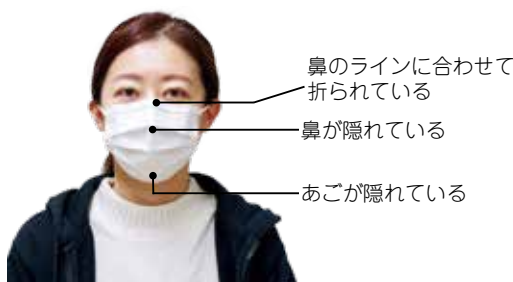 鼻のラインに合わせて
折られている
鼻が隠れている
あごが隠れている